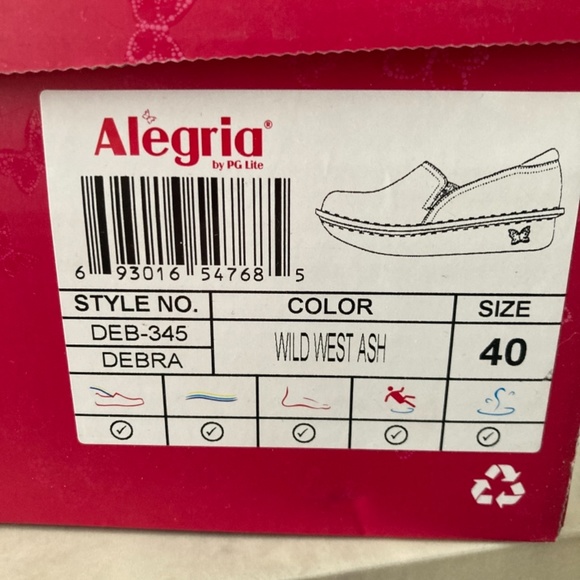 Alegria®
by PG Lite
6 93016 54768 5
STYLE NO. COLOR SIZE
DEB-345
DEBRA
WILD WEST ASH
40